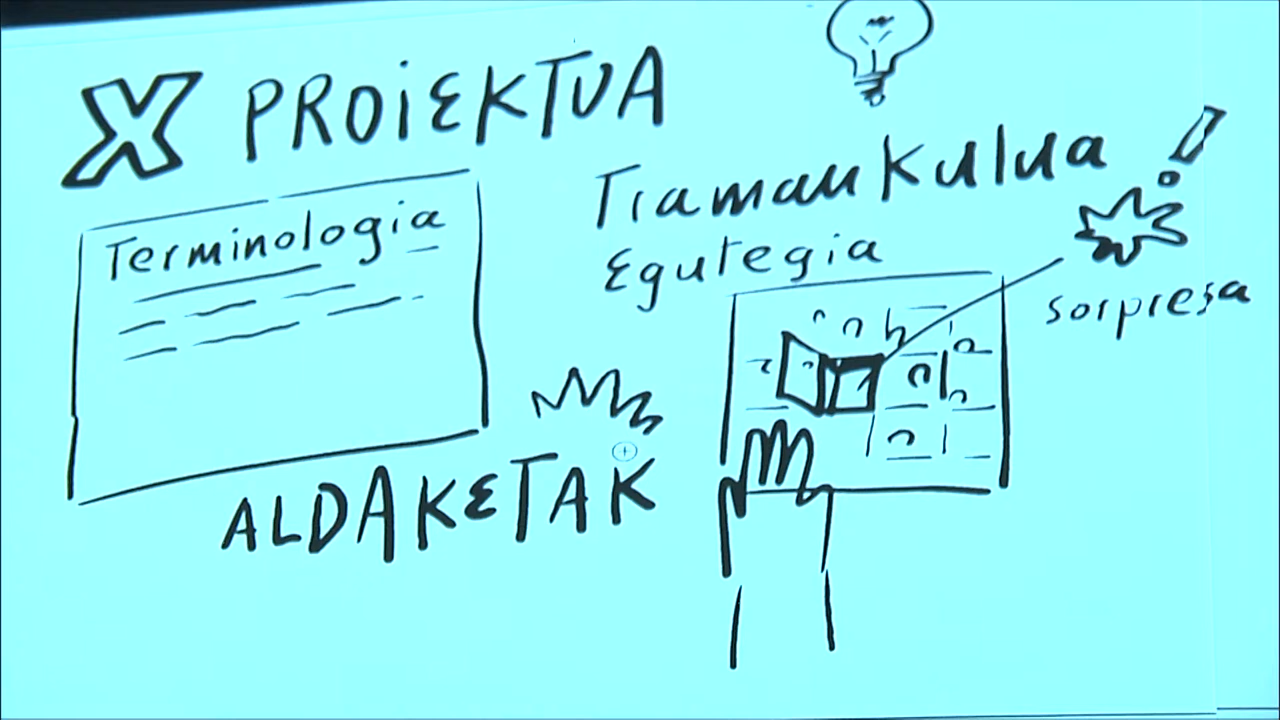 X PROiEKTUA
Terminologia
ALDAKETAK
Tramankulua
Egutegia
sorpresa